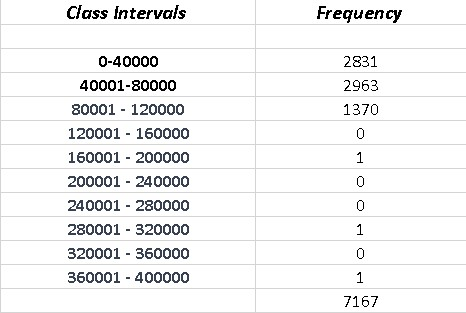 Class Intervals Frequency
0-40000 2831
40001-80000 2963
80001 - 120000 1370
120001 - 160000 0
160001 - 200000 1
200001 - 240000 0
240001 - 280000 0
280001 - 320000 1
320001 - 360000 0
360001 - 400000 1
7167